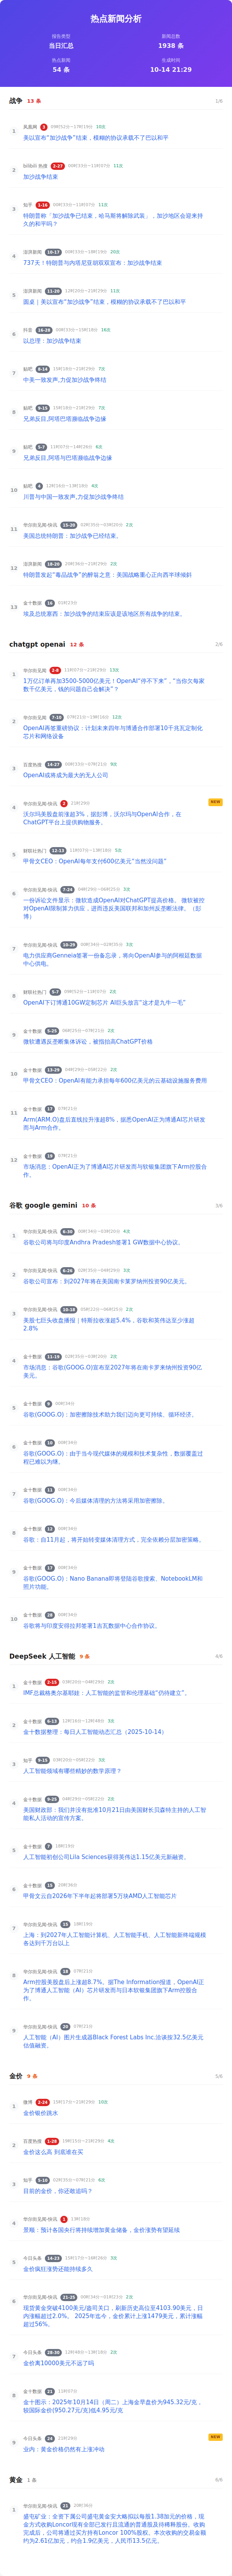 热点新闻分析
报告类型
当日汇总
新闻总数
1938 条
热点新闻
54 条
生成时间
10-14 21:29
战争 13 条 1/6
1 凤凰网 3 09时52分~17时19分 10次
美以宣布“加沙战争”结束，模糊的协议承载不了巴以和平
2 bilibili 热搜
加沙战争结束
3 知乎
特朗普称「加沙战争已结束，哈马斯将解除武装」，加沙地区会迎来持久的和平吗？
4 澎湃新闻
737天！特朗普与内塔尼亚胡双双宣布：加沙战争结束
5 澎湃新闻
圆桌｜美以宣布“加沙战争”结束，模糊的协议承载不了巴以和平
6 抖音
以总理：加沙战争结束
7 贴吧
中美一致发声,力促加沙战争终结
8 贴吧
兄弟反目,阿塔巴塔濒临战争边缘
9 贴吧
兄弟反目,阿塔与巴塔濒临战争边缘
10 贴吧 4
川普与中国一致发声,力促加沙战争终结
11 华尔街见闻-快讯
美国总统特朗普：加沙战争已经结束。
12 澎湃新闻
特朗普发起“毒品战争”的醉翁之意：美国战略重心正向西半球倾斜
13 金十数据
埃及总统塞西：加沙战争的结束应该是该地区所有战争的结束。
chatgpt openai 12 条 2/6
1 华尔街见闻
1万亿订单再加3500-5000亿美元！OpenAI“停不下来”，“当你欠每家数千亿美元，钱的问题自己会解决”？
2 华尔街见闻
OpenAI再签重磅协议：计划未来四年与博通合作部署10千兆瓦定制化芯片和网络设备
3 百度热搜
OpenAI或将成为最大的无人公司
4 华尔街见闻-快讯 2 21时29分 NEW
沃尔玛美股盘前涨超3%，据彭博，沃尔玛与OpenAI合作，在ChatGPT平台上提供购物服务。
5 财联社热门
甲骨文CEO：OpenAI每年支付600亿美元“当然没问题”
6 华尔街见闻-快讯
一份诉讼文件显示：微软造成OpenAI对ChatGPT提高价格。 微软被控对OpenAI限制算力供应，进而违反美国联邦和加州反垄断法律。（彭博）
7 华尔街见闻-快讯
电力供应商Genneia签署一份备忘录，将向OpenAI参与的阿根廷数据中心供电。
8 财联社热门
OpenAI下订博通10GW定制芯片 AI巨头放言“这才是九牛一毛”
9 金十数据
微软遭遇反垄断集体诉讼，被指抬高ChatGPT价格
10 金十数据
甲骨文CEO：OpenAI有能力承担每年600亿美元的云基础设施服务费用
11 金十数据 17 07时21分
Arm(ARM.O)盘后直线拉升涨超8%，据悉OpenAI正为博通AI芯片研发而与Arm合作。
12 金十数据 07时21分
市场消息：OpenAI正为了博通AI芯片研发而与软银集团旗下Arm控股合作。
谷歌 google gemini 10 条 3/6
1 华尔街见闻-快讯
谷歌公司将与印度Andhra Pradesh签署1 GW数据中心协议。
2 华尔街见闻-快讯
谷歌公司宣布：到2027年将在美国南卡莱罗纳州投资90亿美元。
3 华尔街见闻-快讯
美股七巨头收盘播报｜特斯拉收涨超5.4%，谷歌和英伟达至少涨超2.8%
4 金十数据
市场消息：谷歌(GOOG.O)宣布至2027年将在南卡罗来纳州投资90亿美元。
5 金十数据
谷歌(GOOG.O)：加密擦除技术助力我们迈向更可持续、循环经济。
6 金十数据
谷歌(GOOG.O)：由于当今现代媒体的规模和技术复杂性，数据覆盖过程已难以为继。
7 金十数据
谷歌(GOOG.O)：今后媒体清理的方法将采用加密擦除。
8 金十数据
谷歌：自11月起，将开始转变媒体清理方式，完全依赖分层加密策略。
9 金十数据
谷歌(GOOG.O)：Nano Banana即将登陆谷歌搜索、NotebookLM和照片功能。
10 金十数据
谷歌将与印度安得拉邦签署1吉瓦数据中心合作协议。
DeepSeek 人工智能 9 条 4/6
1 金十数据
IMF总裁格奥尔基耶娃：人工智能的监管和伦理基础“仍待建立”。
2 金十数据
金十数据整理：每日人工智能动态汇总（2025-10-14）
3 知乎
人工智能领域有哪些精妙的数学原理？
4 金十数据
美国财政部：我们并没有批准10月21日由美国财长贝森特主持的人工智能私人活动的宣传方案。
5 金十数据
人工智能初创公司Lila Sciences获得英伟达1.15亿美元新融资。
6 金十数据
甲骨文云自2026年下半年起将部署5万块AMD人工智能芯片
7 华尔街见闻-快讯
上海：到2027年人工智能计算机、人工智能手机、人工智能新终端规模各达到千万台以上
8 华尔街见闻-快讯
Arm控股美股盘后上涨超8.7%。据The Information报道，OpenAI正为了博通人工智能（AI）芯片研发而与日本软银集团旗下Arm控股合作。
9 华尔街见闻-快讯
人工智能（AI）图片生成器Black Forest Labs Inc.洽谈按32.5亿美元估值融资。
金价 9 条 5/6
1 微博
金价银价跳水
2 百度热搜
金价这么高 到底谁在买
3 知乎
目前的金价，你还敢追吗？
4 华尔街见闻-快讯
景顺：预计各国央行将持续增加黄金储备，金价涨势有望延续
5 今日头条
金价疯狂涨势还能持续多久
6 华尔街见闻-快讯
现货黄金突破4100美元/盎司关口，刷新历史高位至4103.90美元，日内涨幅超过2.0%。 2025年迄今，金价累计上涨1479美元，累计涨幅超过56%。
7 今日头条
金价离10000美元不远了吗
8 金十数据
金十图示：2025年10月14日（周二）上海金早盘价为945.32元/克，较国际金价(950.27元/克)低4.95元/克
9 今日头条 NEW
业内：黄金价格仍然有上涨冲动
黄金 1 条 6/6
1 华尔街见闻-快讯
盛屯矿业：全资下属公司盛屯黄金安大略拟以每股1.38加元的价格，现金方式收购Loncor现有全部已发行且流通的普通股及待稀释股份。收购完成后，公司将通过买方持有Loncor 100%股权。本次收购的交易金额约为2.61亿加元，约合1.9亿美元，人民币13.5亿元。